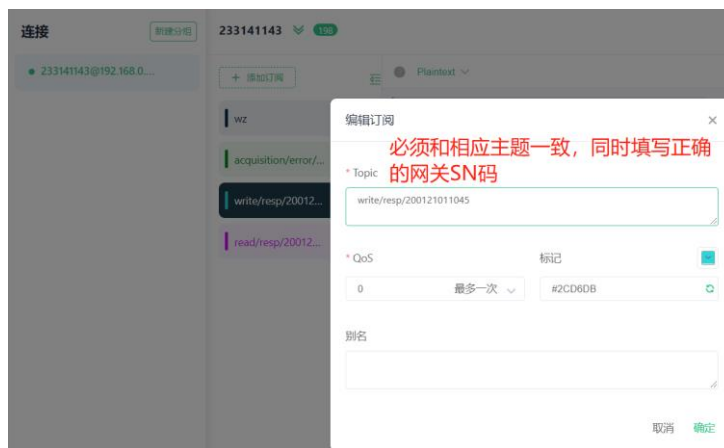 连接
新建分组
233141143
198
233141143@192.168.0....
+ 添加订阅
Plaintext
wz
acquisition/error/...
write/resp/20012...
read/resp/20012...
编辑订阅
必须和相应主题一致，同时填写正确
的网关SN码
* Topic
write/resp/200121011045
* QoS
标记
0
最多一次
#2CD6DB
别名
取消
确定